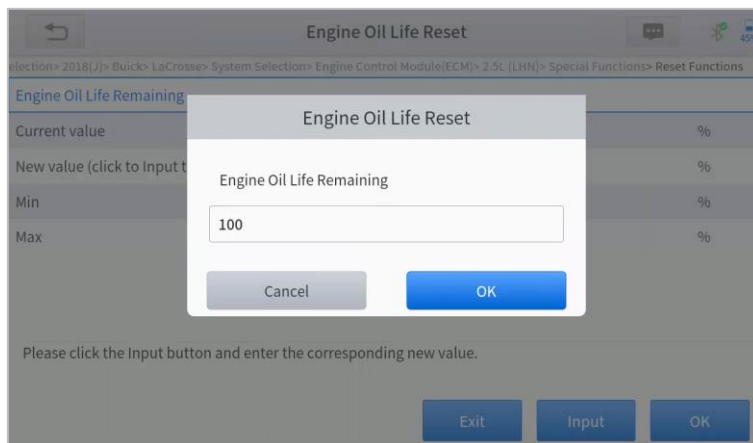 Engine Oil Life Reset
45%
election> 2018(J)> Buick> LaCrosse> System Selection> Engine Control Module(ECM)> 2.5L (LHN)> Special Functions> Reset Functions
Engine Oil Life Remaining
Current value %
New value (click to Input t %
Min %
Max %
Engine Oil Life Reset
Engine Oil Life Remaining
100
Cancel OK
Please click the Input button and enter the corresponding new value.
Exit Input OK